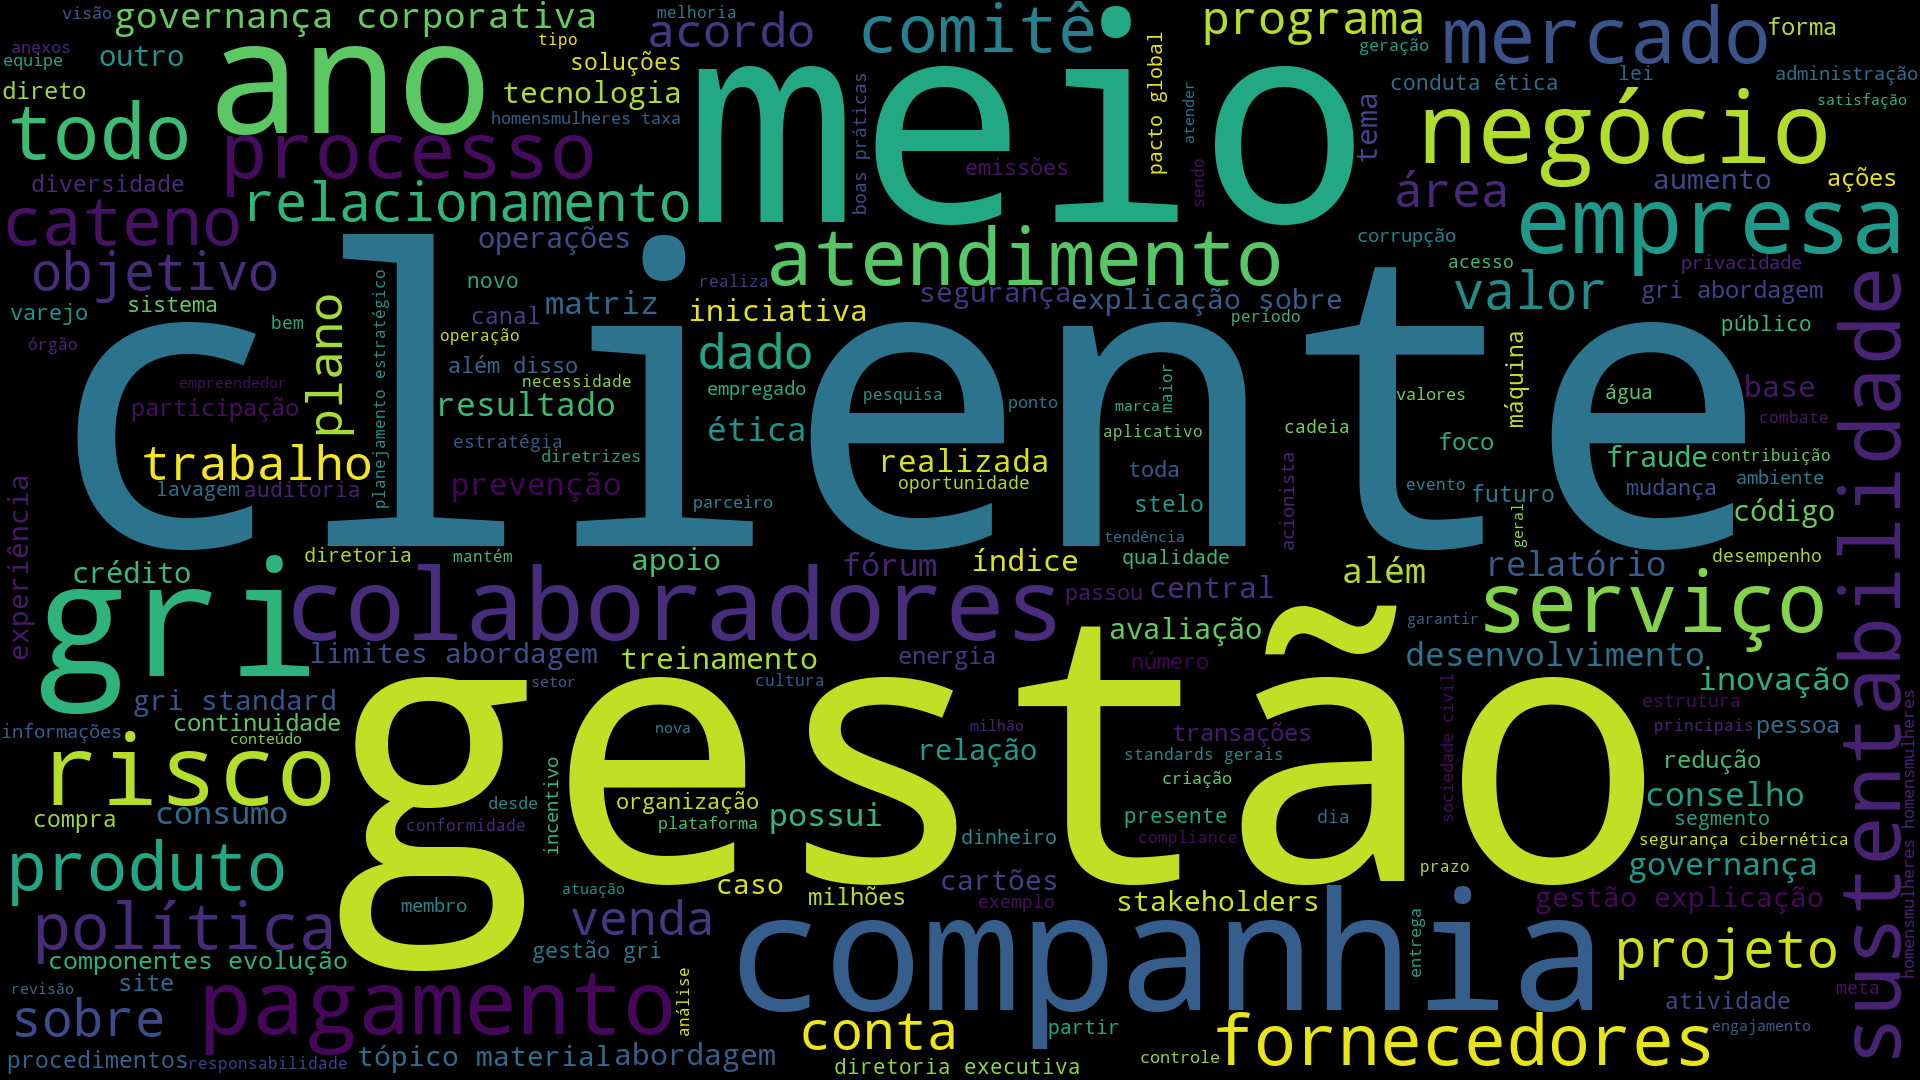 visão
governança corporativa
melhoria
acordo
comitê
meio
programa
mercado
forma
anexos
equipe
outro
ano
tipo
soluções
pacto global
geração
conduta ética
lei
administração
direto
tecnologia
satisfação
todo
processo
homensmulheres taxa
boas práticas
atender
tema
negócio
diversidade
emissões
sendo
área
aumento
ações
cateno
relacionamento
operações
atendimento
corrupção
empresa
objetivo
novo
realiza
segurança
explicação sobre
acesso
privacidade
gri abordagem
valor
varejo
sistema
bem
plano
planejamento estratégico
canal
matriz
iniciativa
período
público
sustentabilidade
órgão
operação
dado
máquina
cliente
além disso
necessidade
empregado
pesquisa
ponto
marca
maior
valores
água
base
empreendedor
participação
resultado
ética
aplicativo
cadeia
foco
combate
trabalho
estratégia
diretrizes
realizada
toda
fraude
contribuição
lavagem
auditoria
prevenção
parceiro
oportunidade
stelo
acionista
evento
futuro
mudança
ambiente
código
experiência
tendência
geral
crédito
diretoria
mantém
apoio
fórum
índice
qualidade
além
relatório
desempenho
gri
colaboradores
passou
central
serviço
garantir
limites abordagem
treinamento
energia
avaliação
número
desenvolvimento
inovação
gri standard
setor
cultura
gestão
sociedade civil
estrutura
homensmulheres homensmulheres
informações
continuidade
conteúdo
nova
milhão
transações
principais
pessoa
risco
relação
standards gerais
redução
compra
consumo
desde
incentivo
organização
possui
criação
conselho
conformidade
plataforma
dinheiro
presente
dia
segmento
compliance
segurança cibernética
produto
membro
atuação
caso
milhões
cartões
exemplo
stakeholders
prazo
governança
gestão explicação
política
venda
companhia
componentes evolução
gestão gri
entrega
projeto
revisão
site
pagamento
análise
meta
sobre
conta
partir
fornecedores
atividade
engajamento
procedimentos
responsabilidade
tópico material
abordagem
diretoria executiva
controle